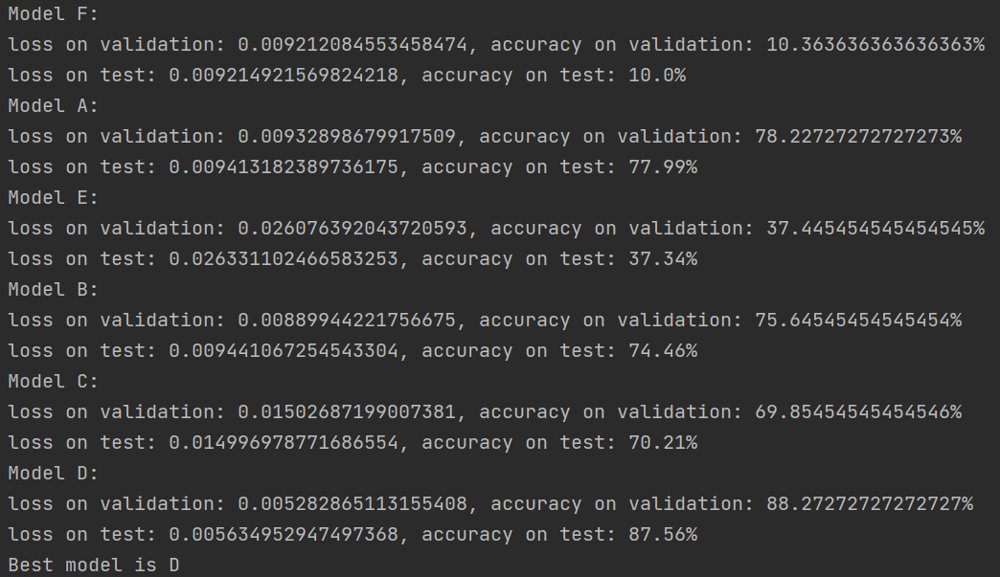 Model F:
loss on validation: 0.009212084553458474, accuracy on validation: 10.363636363636363%
loss on test: 0.009214921569824218, accuracy on test: 10.0%
Model A:
loss on validation: 0.00932898679917509, accuracy on validation: 78.22727272727273%
loss on test: 0.009413182389736175, accuracy on test: 77.99%
Model E:
loss on validation: 0.026076392043720593, accuracy on validation: 37.445454545454545%
loss on test: 0.026331102466583253, accuracy on test: 37.34%
Model B:
loss on validation: 0.00889944221756675, accuracy on validation: 75.64545454545454%
loss on test: 0.009441067254543304, accuracy on test: 74.46%
Model C:
loss on validation: 0.01502687199007381, accuracy on validation: 69.85454545454546%
loss on test: 0.014996978771686554, accuracy on test: 70.21%
Model D:
loss on validation: 0.005282865113155408, accuracy on validation: 88.27272727272727%
loss on test: 0.005634952947497368, accuracy on test: 87.56%
Best model is D